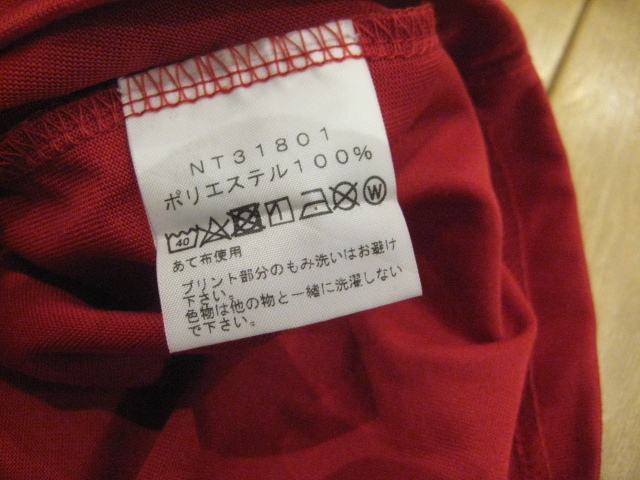 NT31801
ポリエステル100%
40 W
あて布使用
プリント部分のもみ洗いはお避け
下さい。
色物は他の物と一緒に洗濯しない
で下さい。